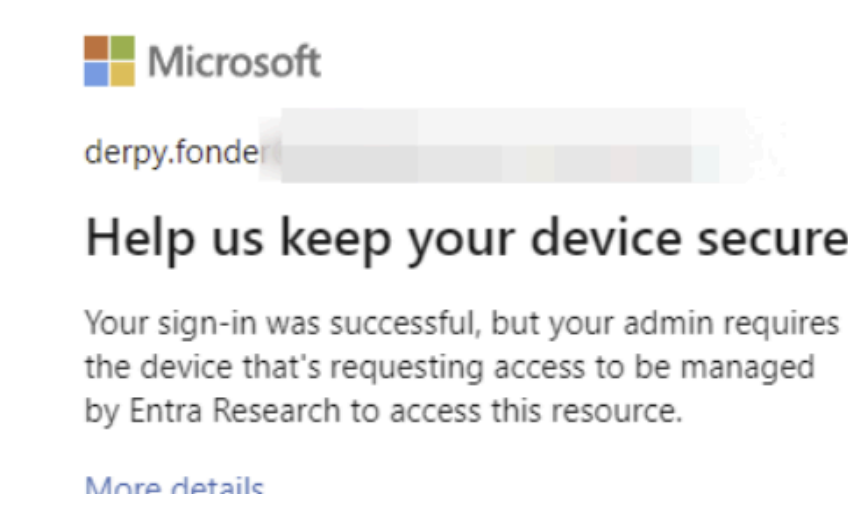 Microsoft
derpy.fonder
Help us keep your device secure
Your sign-in was successful, but your admin requires
the device that's requesting access to be managed
by Entra Research to access this resource.
More details